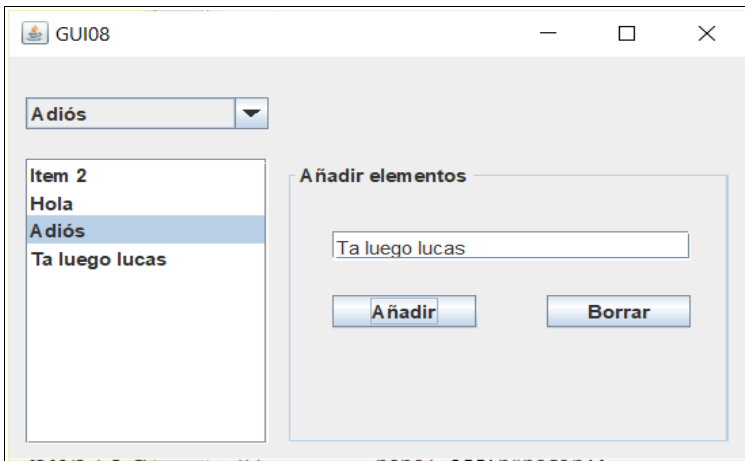 GUI08
Adiós
Item 2
Hola
Adiós
Ta luego lucas
Añadir elementos
Ta luego lucas
Añadir
Borrar